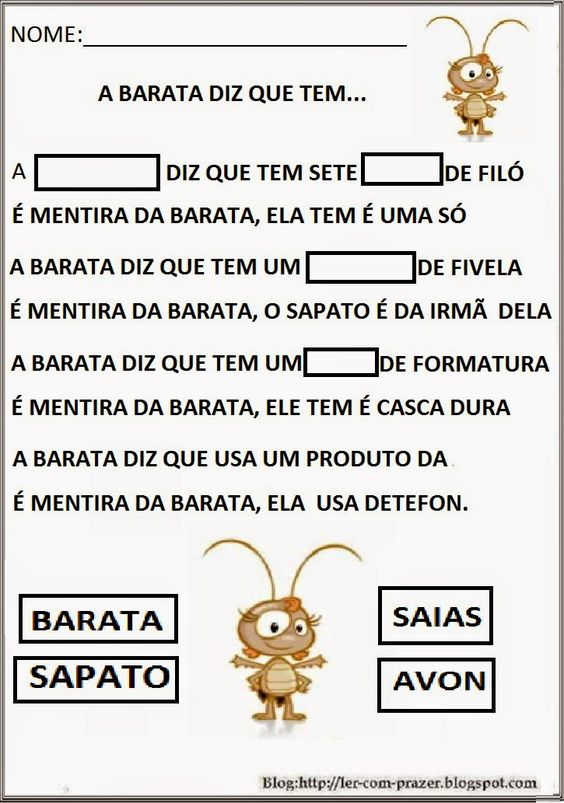 NOME:___________________________
A BARATA DIZ QUE TEM...
A DIZ QUE TEM SETE DE FILÓ
É MENTIRA DA BARATA, ELA TEM É UMA SÓ
A BARATA DIZ QUE TEM UM DE FIVELA
É MENTIRA DA BARATA, O SAPATO É DA IRMÃ DELA
A BARATA DIZ QUE TEM UM DE FORMATURA
É MENTIRA DA BARATA, ELE TEM É CASCA DURA
A BARATA DIZ QUE USA UM PRODUTO DA
É MENTIRA DA BARATA, ELA USA DETEFON.
BARATA
SAIAS
SAPATO
AVON
Blog:http://ler-com-prazer.blogspot.com